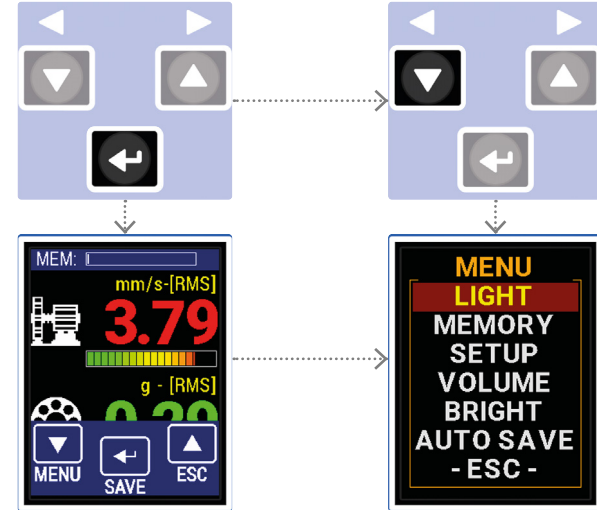 MEM:
mm/s-[RMS]
3.79
g - [RMS]
MENU
SAVE
ESC
MENU
LIGHT
MEMORY
SETUP
VOLUME
BRIGHT
AUTO SAVE
- ESC -